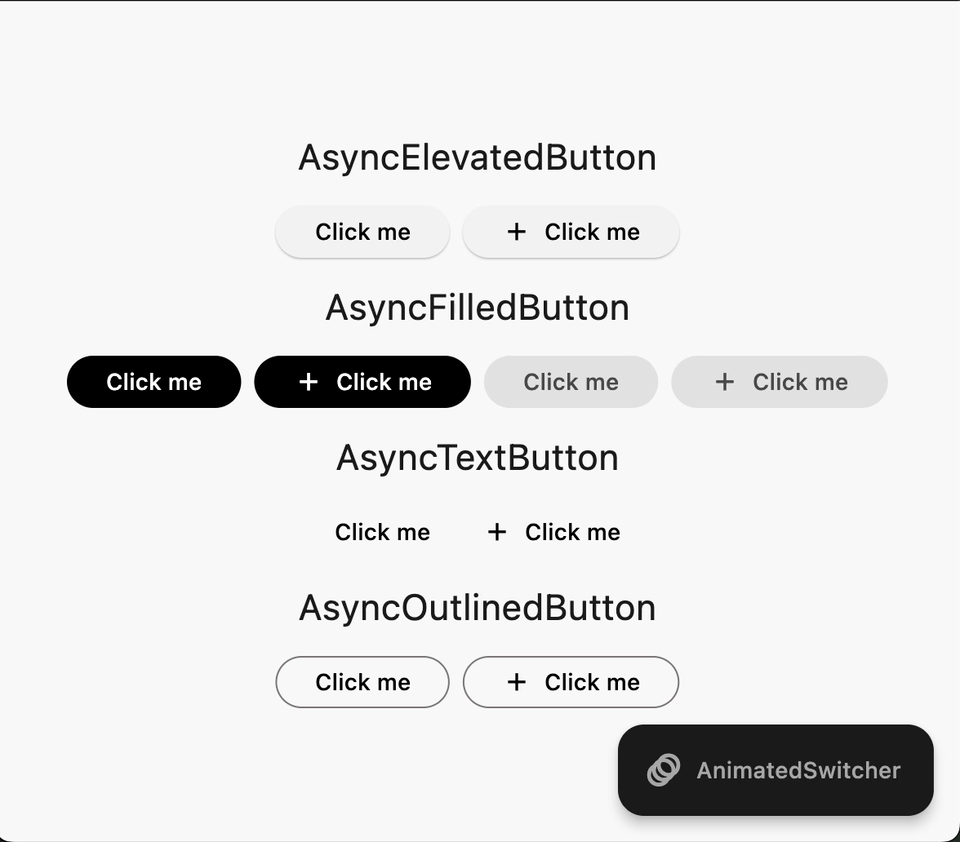 AsyncElevatedButton
Click me + Click me
AsyncFilledButton
Click me + Click me Click me + Click me
AsyncTextButton
Click me + Click me
AsyncOutlinedButton
Click me + Click me
AnimatedSwitcher